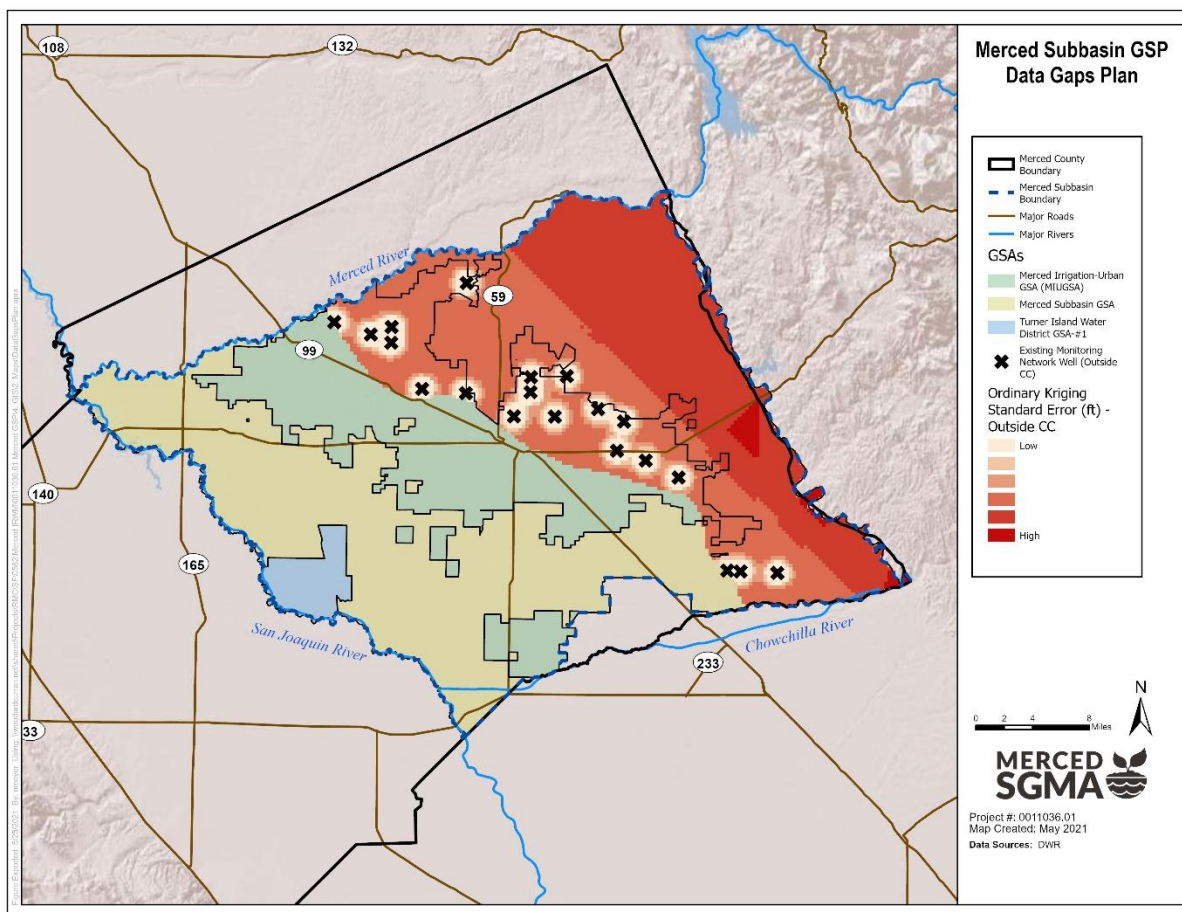 108
132
Merced River
59
99
140
165
San Joaquin River
Chowchilla River
233
33
Merced Subbasin GSP
Data Gaps Plan
Merced County
Boundary
Merced Subbasin
Boundary
Major Roads
Major Rivers
GSAs
Merced Irrigation-Urban
GSA (MIUGSA)
Merced Subbasin GSA
Turner Island Water
District GSA-#1
Existing Monitoring
Network Well (Outside
CC)
Ordinary Kriging
Standard Error (ft) -
Outside CC
Low
High
N
0 2 4 8
Miles
MERCED
SGMA
Project #: 0011036.01
Map Created: May 2021
Data Sources: DWR